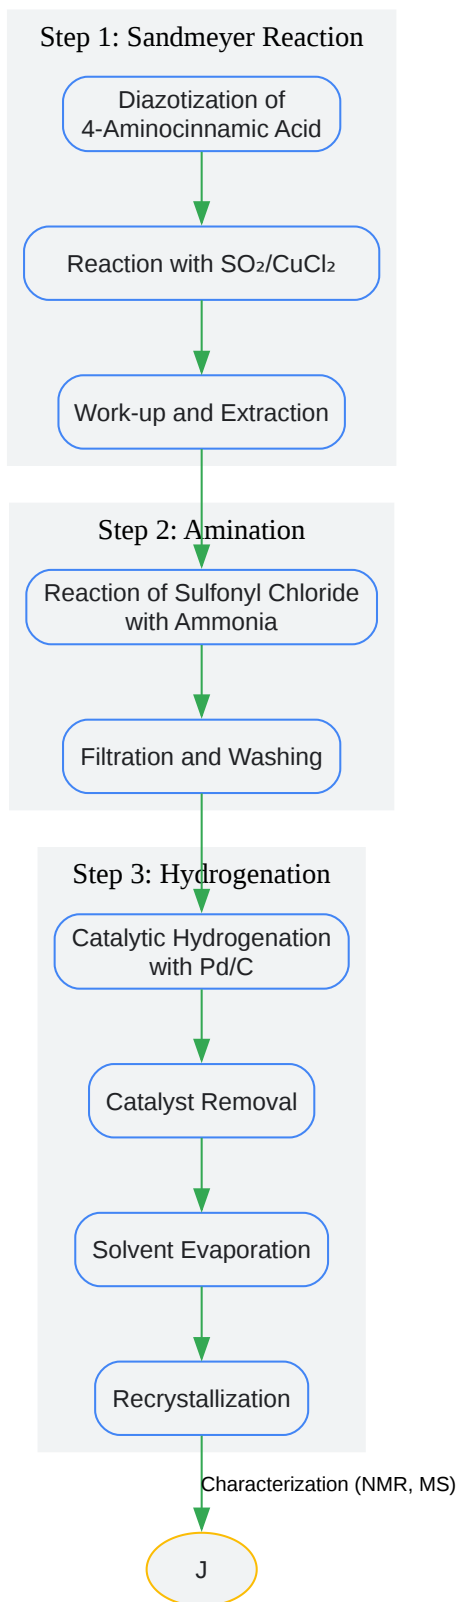 Step 1: Sandmeyer Reaction
Diazotization of
4-Aminocinnamic Acid
Reaction with SO₂/CuCl₂
Work-up and Extraction
Step 2: Amination
Reaction of Sulfonyl Chloride
with Ammonia
Filtration and Washing
Step 3: Hydrogenation
Catalytic Hydrogenation
with Pd/C
Catalyst Removal
Solvent Evaporation
Recrystallization
Characterization (NMR, MS)
J